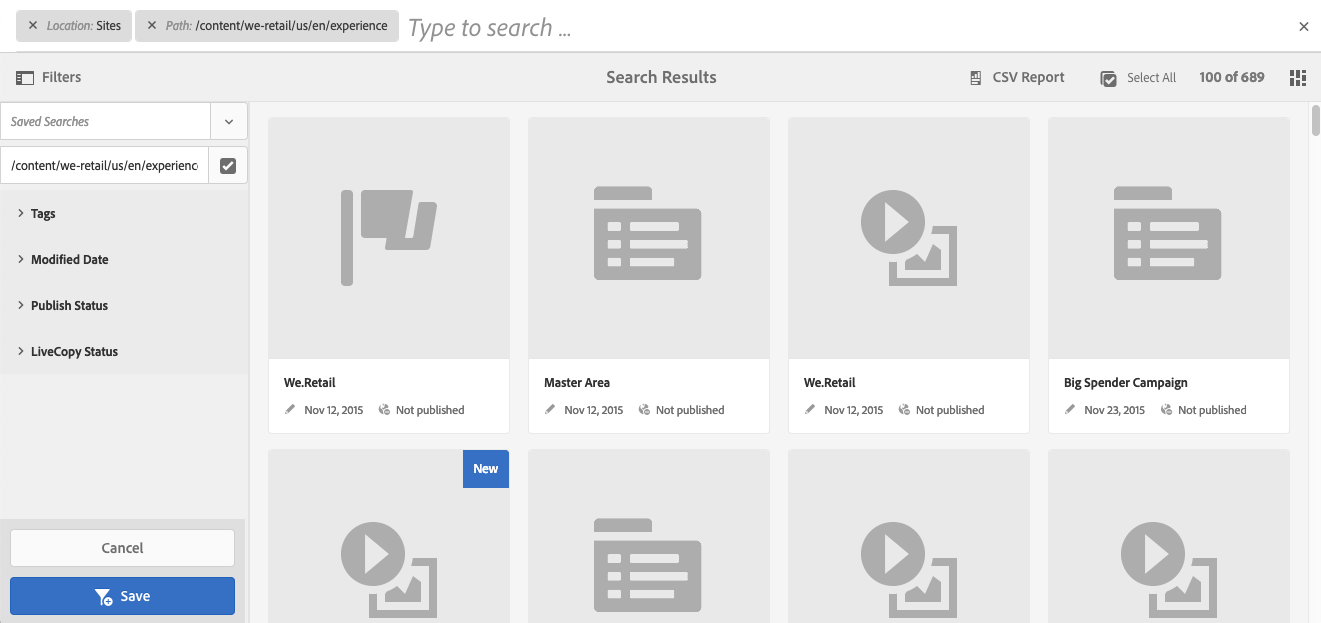 Location: Sites
Path: /content/we-retail/us/en/experience
Type to search ...
Filters
Search Results
CSV Report
Select All
100 of 689
Saved Searches
/content/we-retail/us/en/experienc
Tags
Modified Date
Publish Status
LiveCopy Status
Cancel
Save
We.Retail
Nov 12, 2015 Not published
Master Area
Nov 12, 2015 Not published
We.Retail
Nov 12, 2015 Not published
Big Spender Campaign
Nov 23, 2015 Not published
New